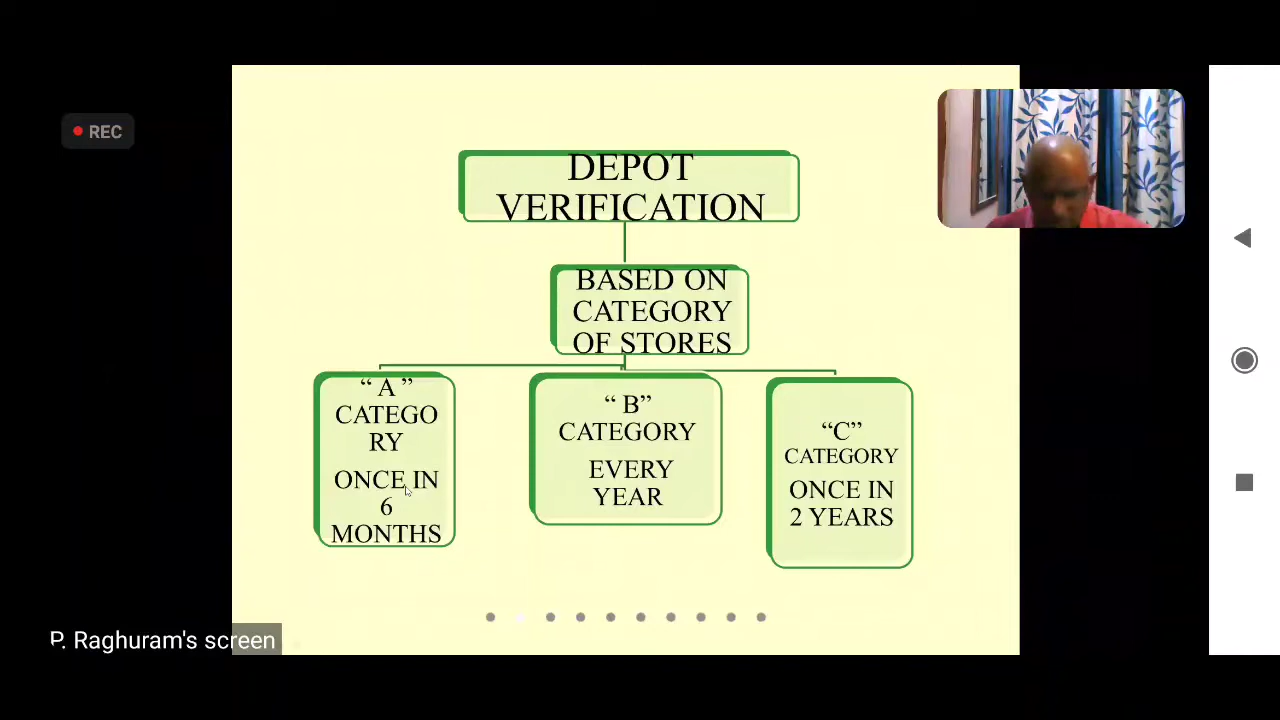 REC
DEPOT
VERIFICATION
BASED ON
CATEGORY
OF STORES
“ A ”
CATEGO
RY
ONCE IN
6
MONTHS
“ B”
CATEGORY
EVERY
YEAR
“C”
CATEGORY
ONCE IN
2 YEARS
P. Raghuram's screen